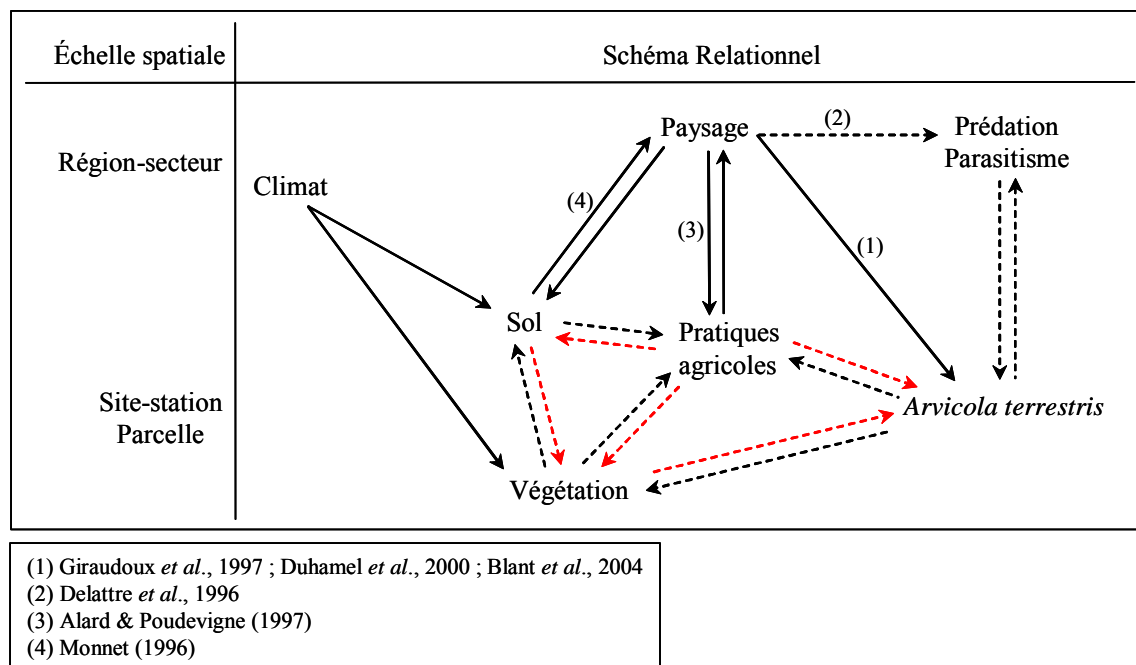 Échelle spatiale
Schéma Relationnel
Région-secteur
Climat
Paysage
(2)
Prédation
Parasitisme
(4)
(3)
(1)
Sol
Pratiques
agricoles
Site-station
Parcelle
Arvicola terrestris
Végétation
(1) Giraudoux et al., 1997 ; Duhamel et al., 2000 ; Blant et al., 2004
(2) Delattre et al., 1996
(3) Alard & Poudevigne (1997)
(4) Monnet (1996)